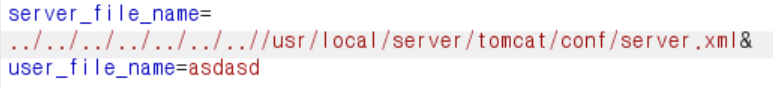 server_file_name=
../../../../../../..//usr/local/server/tomcat/conf/server.xml&
user_file_name=asdasd